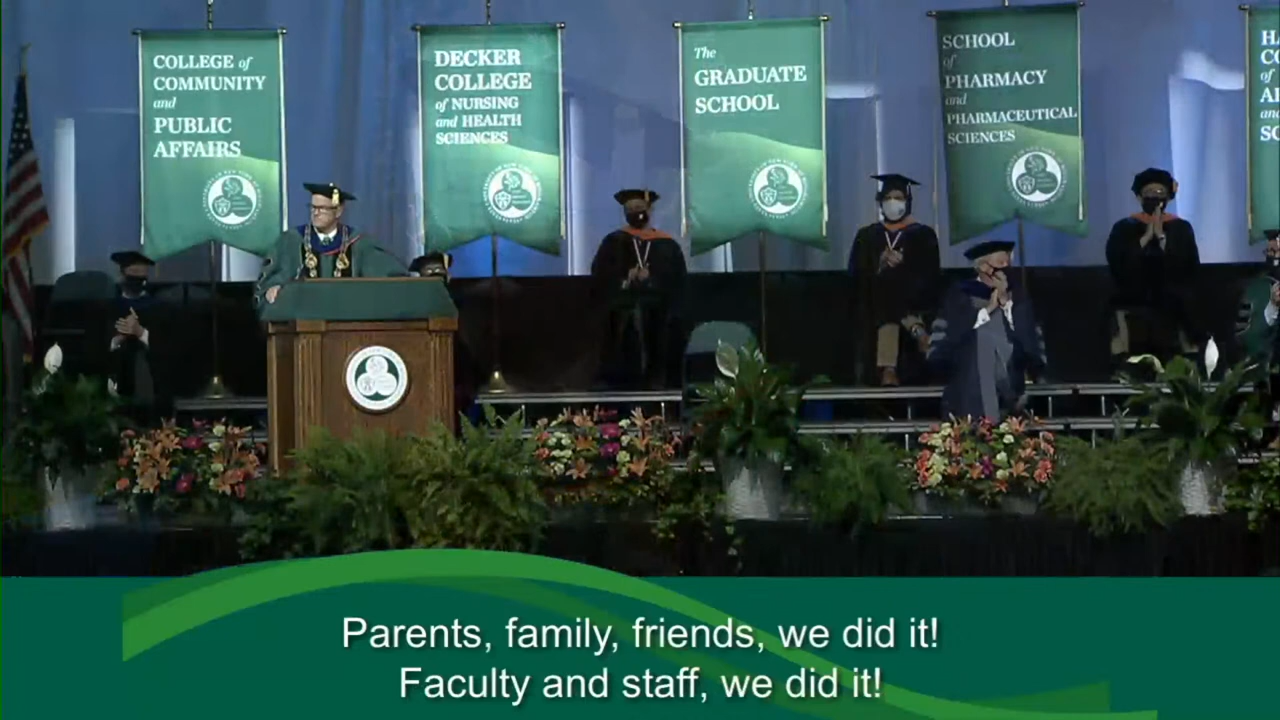 COLLEGE of
COMMUNITY
and
PUBLIC
AFFAIRS
DECKER
COLLEGE
of NURSING
and HEALTH
SCIENCES
The
GRADUATE
SCHOOL
SCHOOL
of
PHARMACY
and
PHARMACEUTICAL
SCIENCES
of
Parents, family, friends, we did it!
Faculty and staff, we did it!